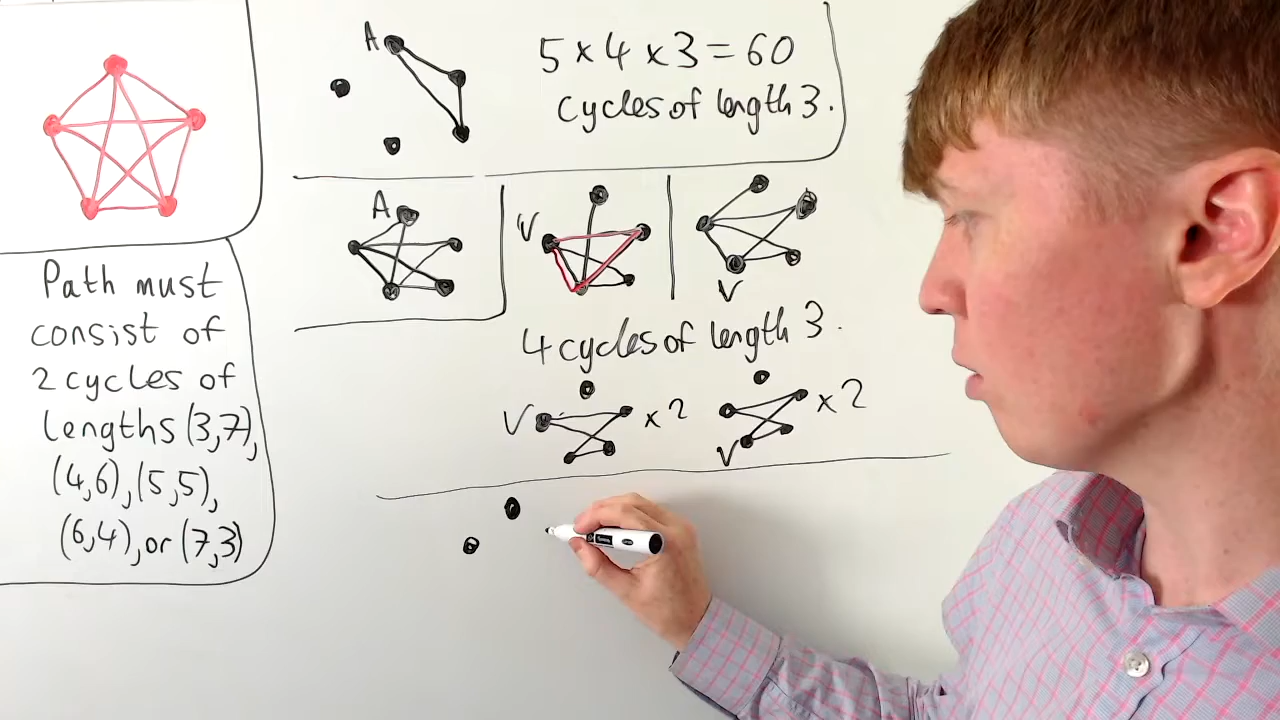 A
5 x 4 x 3 = 60
cycles of length 3.
A
V
V
4 cycles of length 3.
V
x 2
V
x 2
Path must
consist of
2 cycles of
lengths (3,7),
(4,6), (5,5),
(6,4), or (7,3)